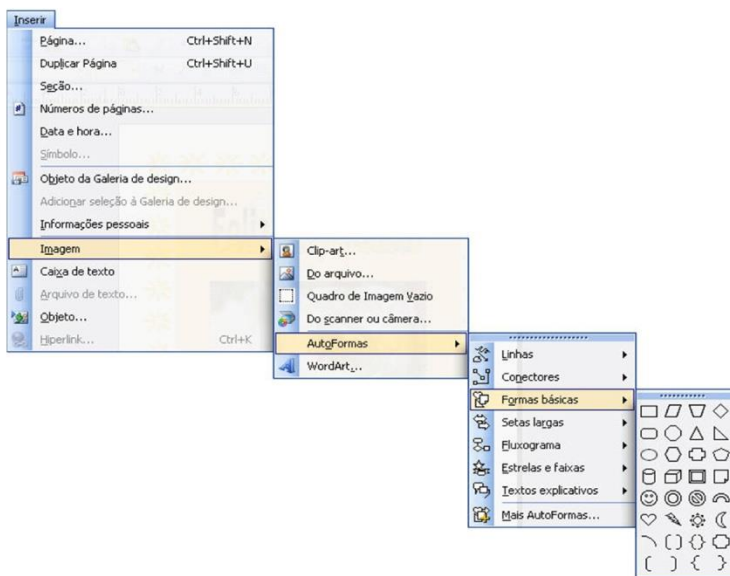 Inserir
Página... Ctrl+Shift+N
Duplicar Página Ctrl+Shift+U
Seção...
Números de páginas...
Data e hora...
Símbolo...
Objeto da Galeria de design...
Adicionar seleção à Galeria de design...
Informações pessoais
Imagem
Caixa de texto
Arquivo de texto...
Objeto...
Hiperlink... Ctrl+K
Clip-art...
Do arquivo...
Quadro de Imagem Vazio
Do scanner ou câmera...
AutoFormas
WordArt...
Linhas
Conectores
Formas básicas
Setas largas
Fluxograma
Estrelas e faixas
Textos explicativos
Mais AutoFormas...